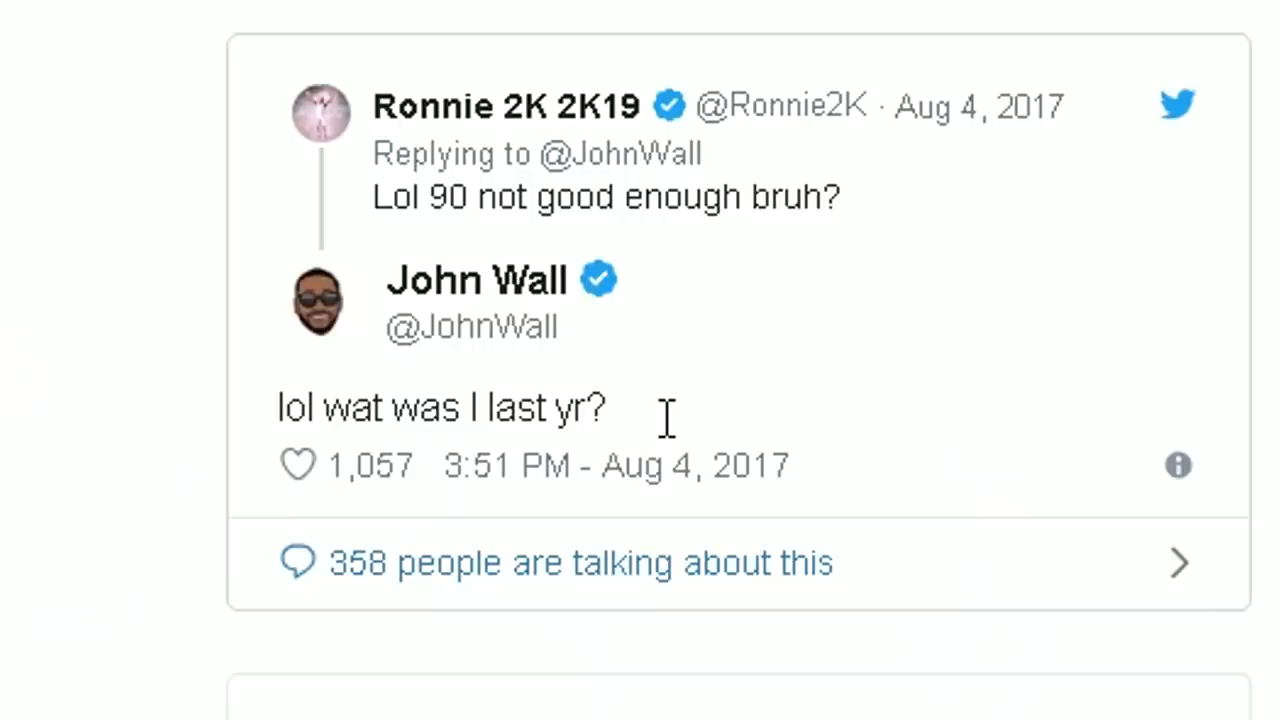 Ronnie 2K 2K19 @Ronnie2K · Aug 4, 2017
Replying to @JohnWall
Lol 90 not good enough bruh?
John Wall
@JohnWall
lol wat was I last yr?
1,057 3:51 PM - Aug 4, 2017
358 people are talking about this